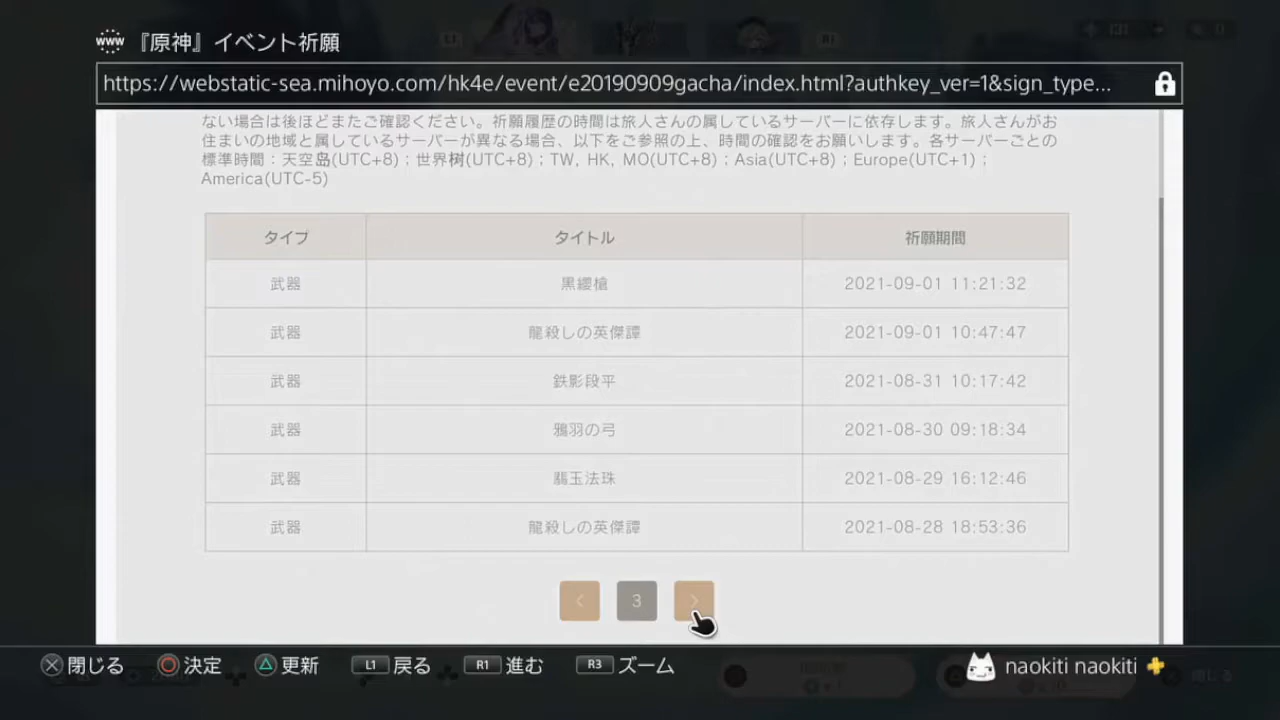 『原神』イベント祈願
https://webstatic-sea.mihoyo.com/hk4e/event/e20190909gacha/index.html?authkey_ver=1&sign_type...
ない場合は後ほどまたご確認ください。祈願履歴の時間は旅人さんの属しているサーバーに依存します。旅人さんがお
住まいの地域と属しているサーバーが異なる場合、以下をご参照の上、時間の確認をお願いします。各サーバーごとの
標準時間：天空岛(UTC+8)；世界树(UTC+8)；TW, HK, MO(UTC+8)；Asia(UTC+8)；Europe(UTC+1)；
America(UTC-5)
タイプ タイトル 祈願期間
武器 黒纓槍 2021-09-01 11:21:32
武器 龍殺しの英傑譚 2021-09-01 10:47:47
武器 鉄影段平 2021-08-31 10:17:42
武器 鴉羽の弓 2021-08-30 09:18:34
武器 翡玉法珠 2021-08-29 16:12:46
武器 龍殺しの英傑譚 2021-08-28 18:53:36
< 3 >
閉じる 決定 更新 L1 戻る R1 進む R3 ズーム naokiti naokiti